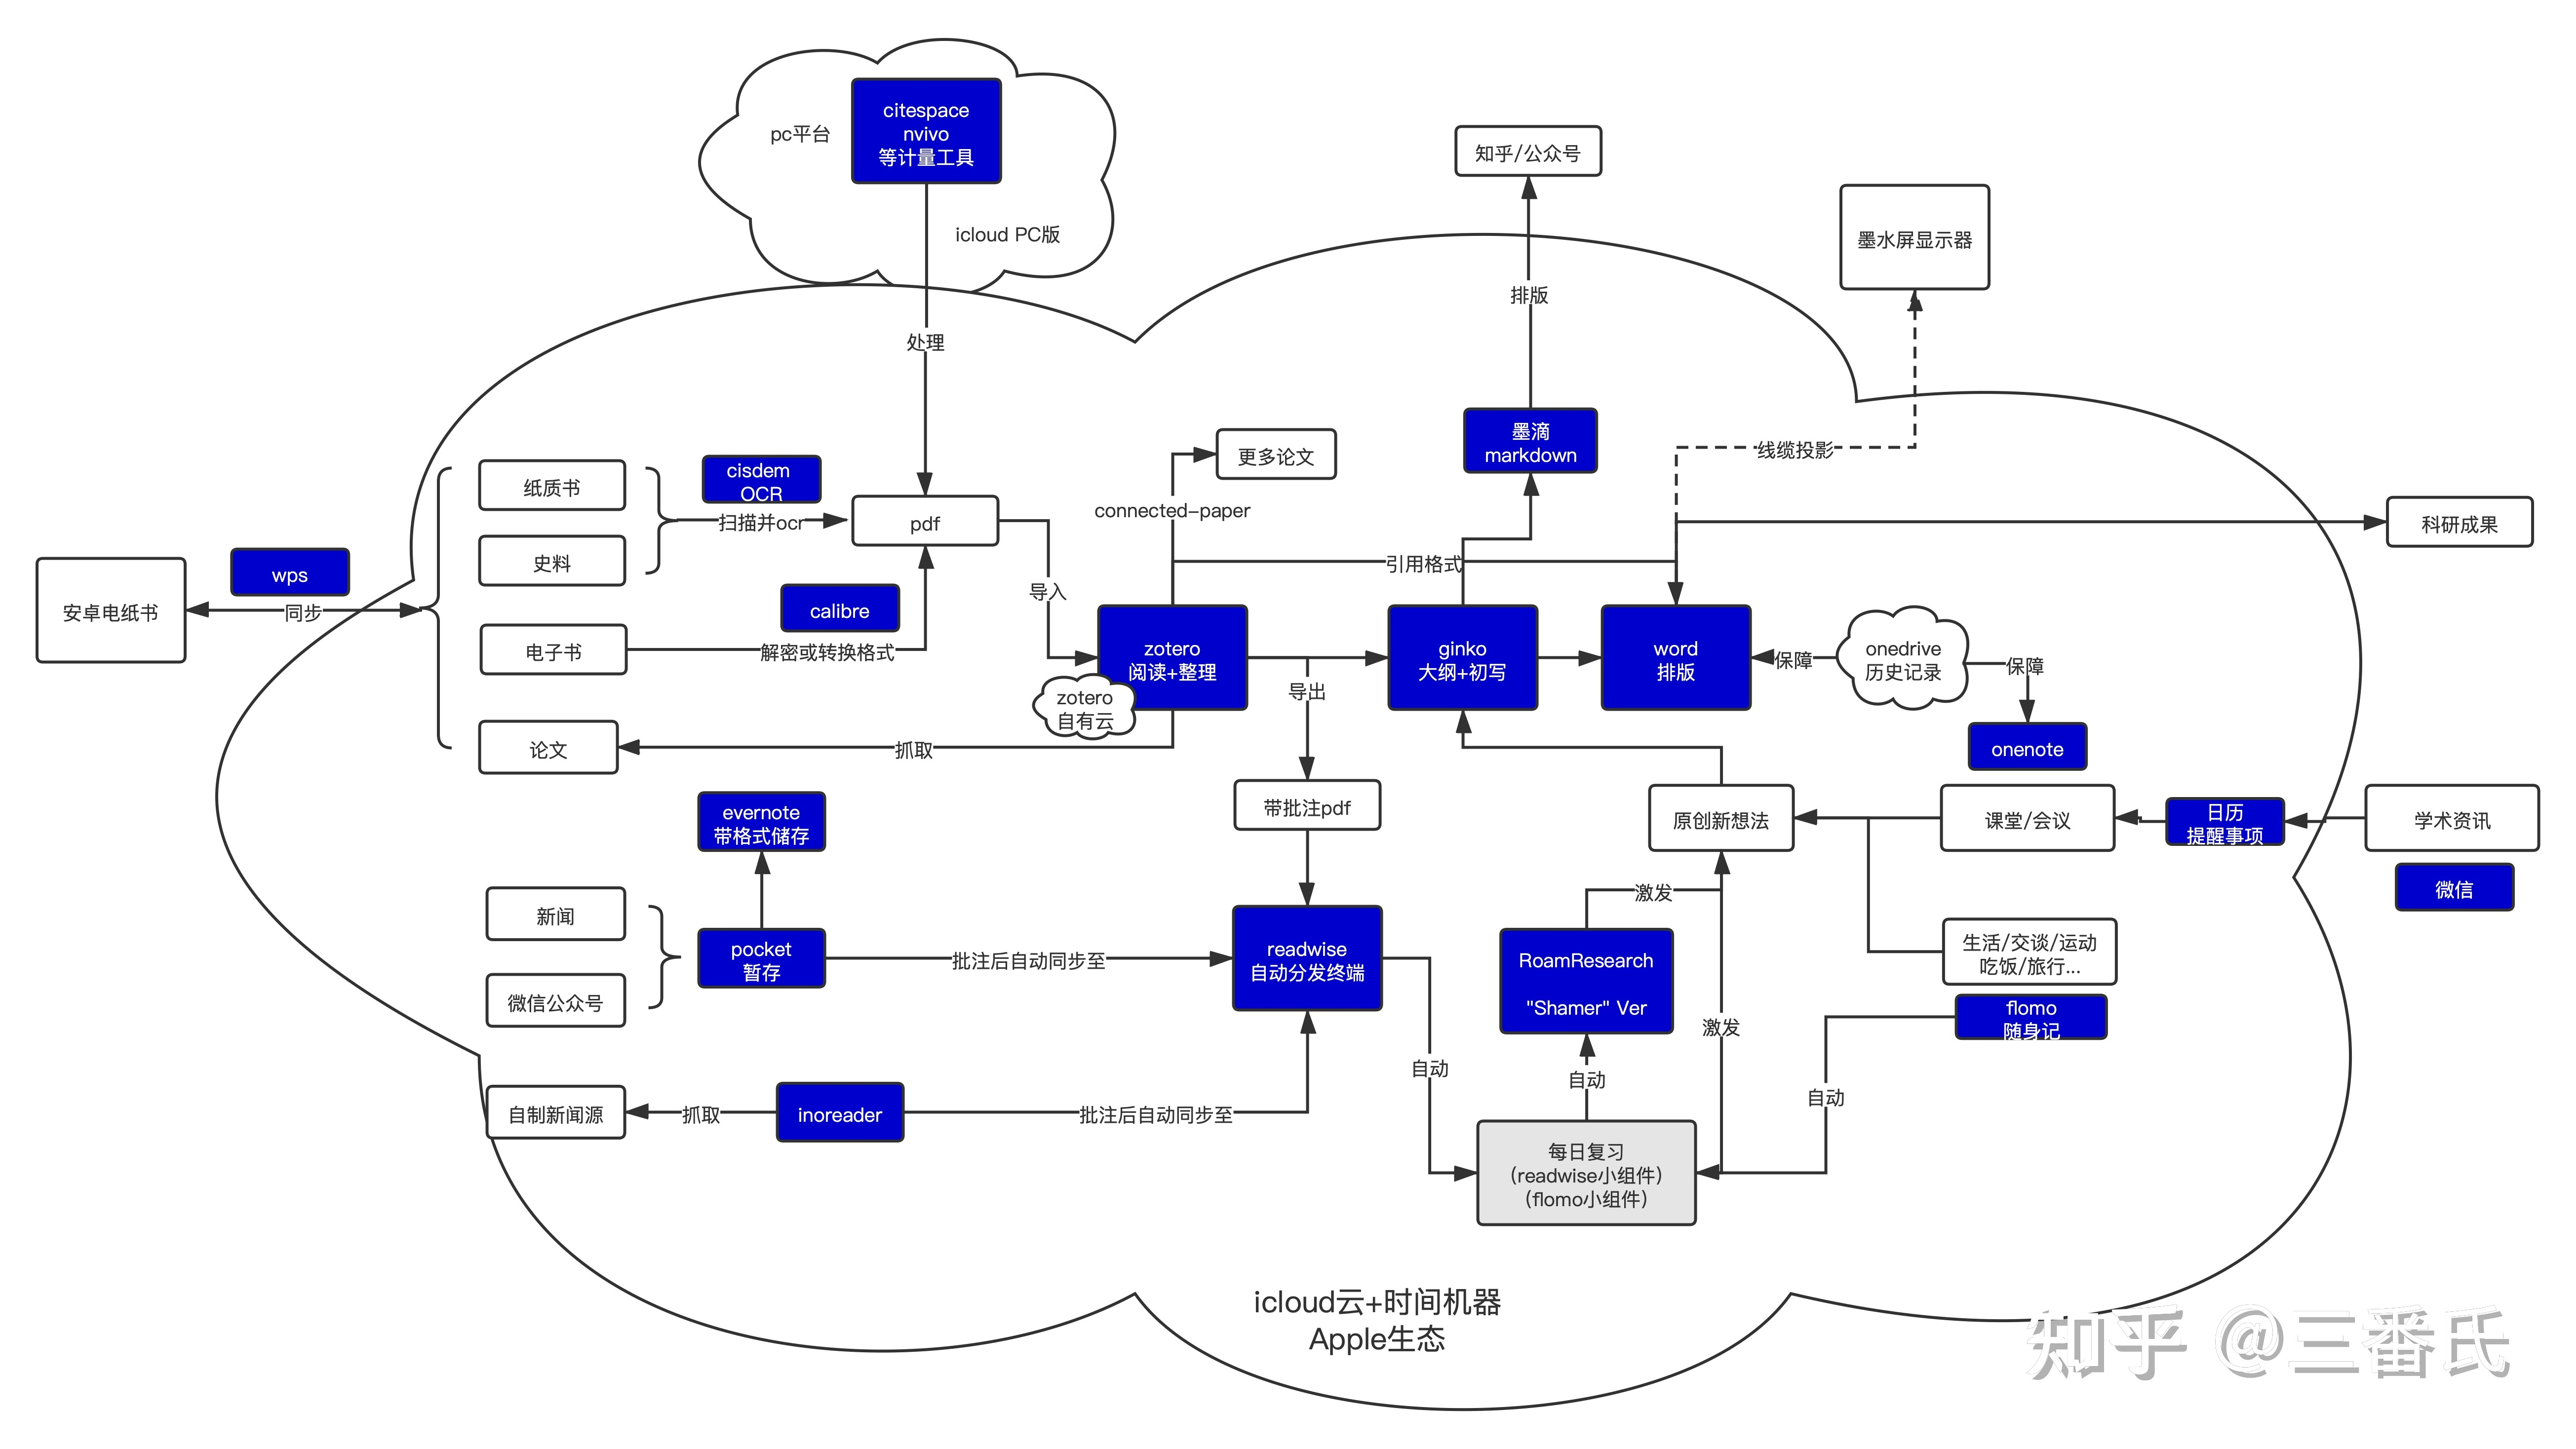 citespace
nvivo
等计量工具
pc平台
icloud PC版
知乎/公众号
墨水屏显示器
排版
处理
墨滴
markdown
线缆投影
更多论文
cisdem
OCR
纸质书
扫描并ocr
pdf
connected-paper
科研成果
史料
引用格式
wps
安卓电纸书
同步
calibre
导入
电子书
解密或转换格式
zotero
阅读+整理
zotero
自有云
ginko
大纲+初写
word
排版
保障
onedrive
历史记录
保障
导出
论文
抓取
onenote
evernote
带格式储存
带批注pdf
原创新想法
课堂/会议
日历
提醒事项
学术资讯
微信
新闻
激发
pocket
暂存
批注后自动同步至
readwise
自动分发终端
RoamResearch
"Shamer" Ver
生活/交谈/运动
吃饭/旅行...
微信公众号
flomo
随身记
激发
自动
自动
自动
自制新闻源
抓取
inoreader
批注后自动同步至
每日复习
(readwise小组件)
(flomo小组件)
icloud云+时间机器
Apple生态
知乎 @三番氏